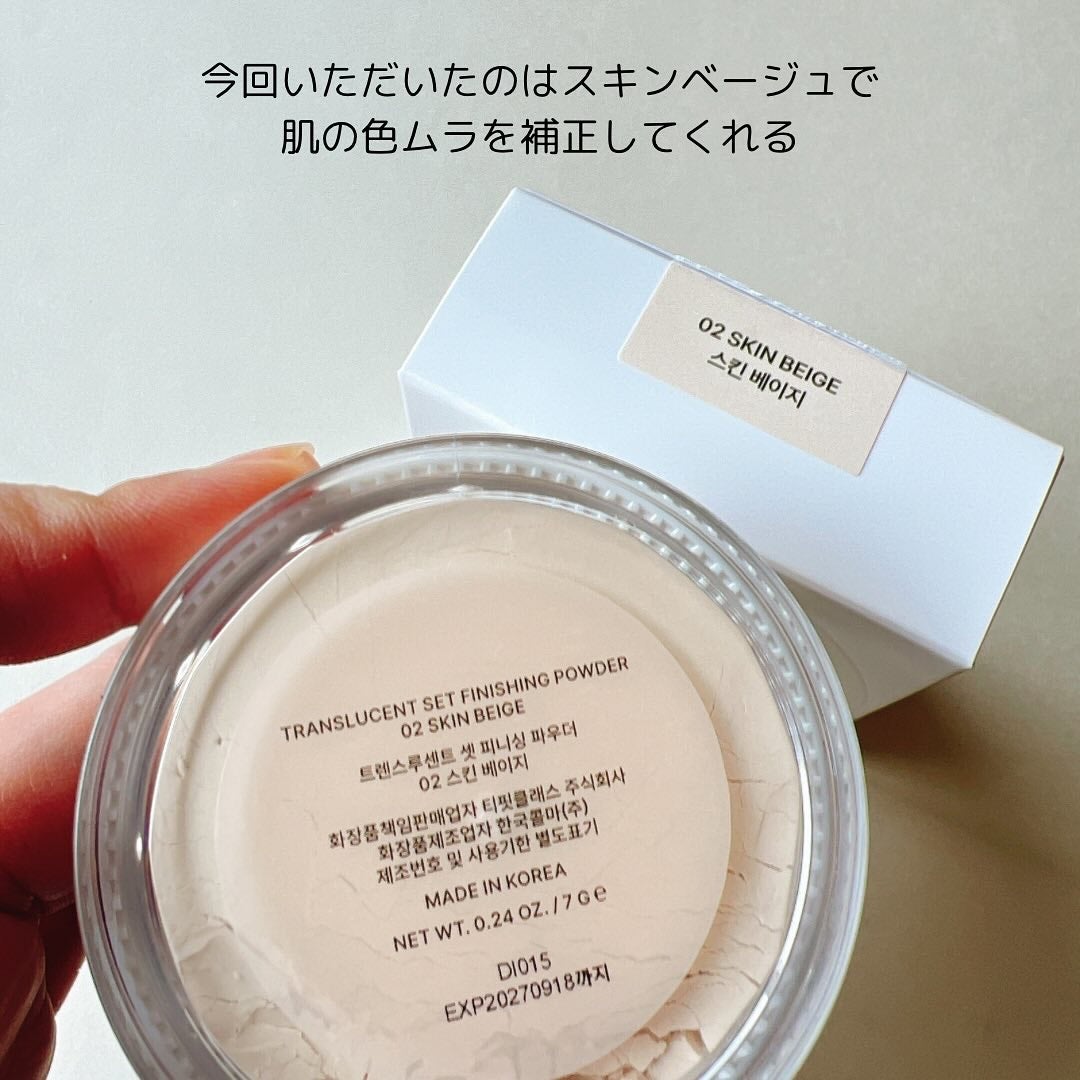 今回いただいたのはスキンベージュで
肌の色ムラを補正してくれる
02 SKIN BEIGE
스킨 베이지
TRANSLUCENT SET FINISHING POWDER
02 SKIN BEIGE
트렌스루센트 셋 피니싱 파우더
02 스킨 베이지
화장품책임판매업자 티핏클래스 주식회사
화장품제조업자 한국콜마(주)
제조번호 및 사용기한 별도표기
MADE IN KOREA
NET WT. 0.24 OZ. / 7 G ℮
DI015
EXP20270918까지